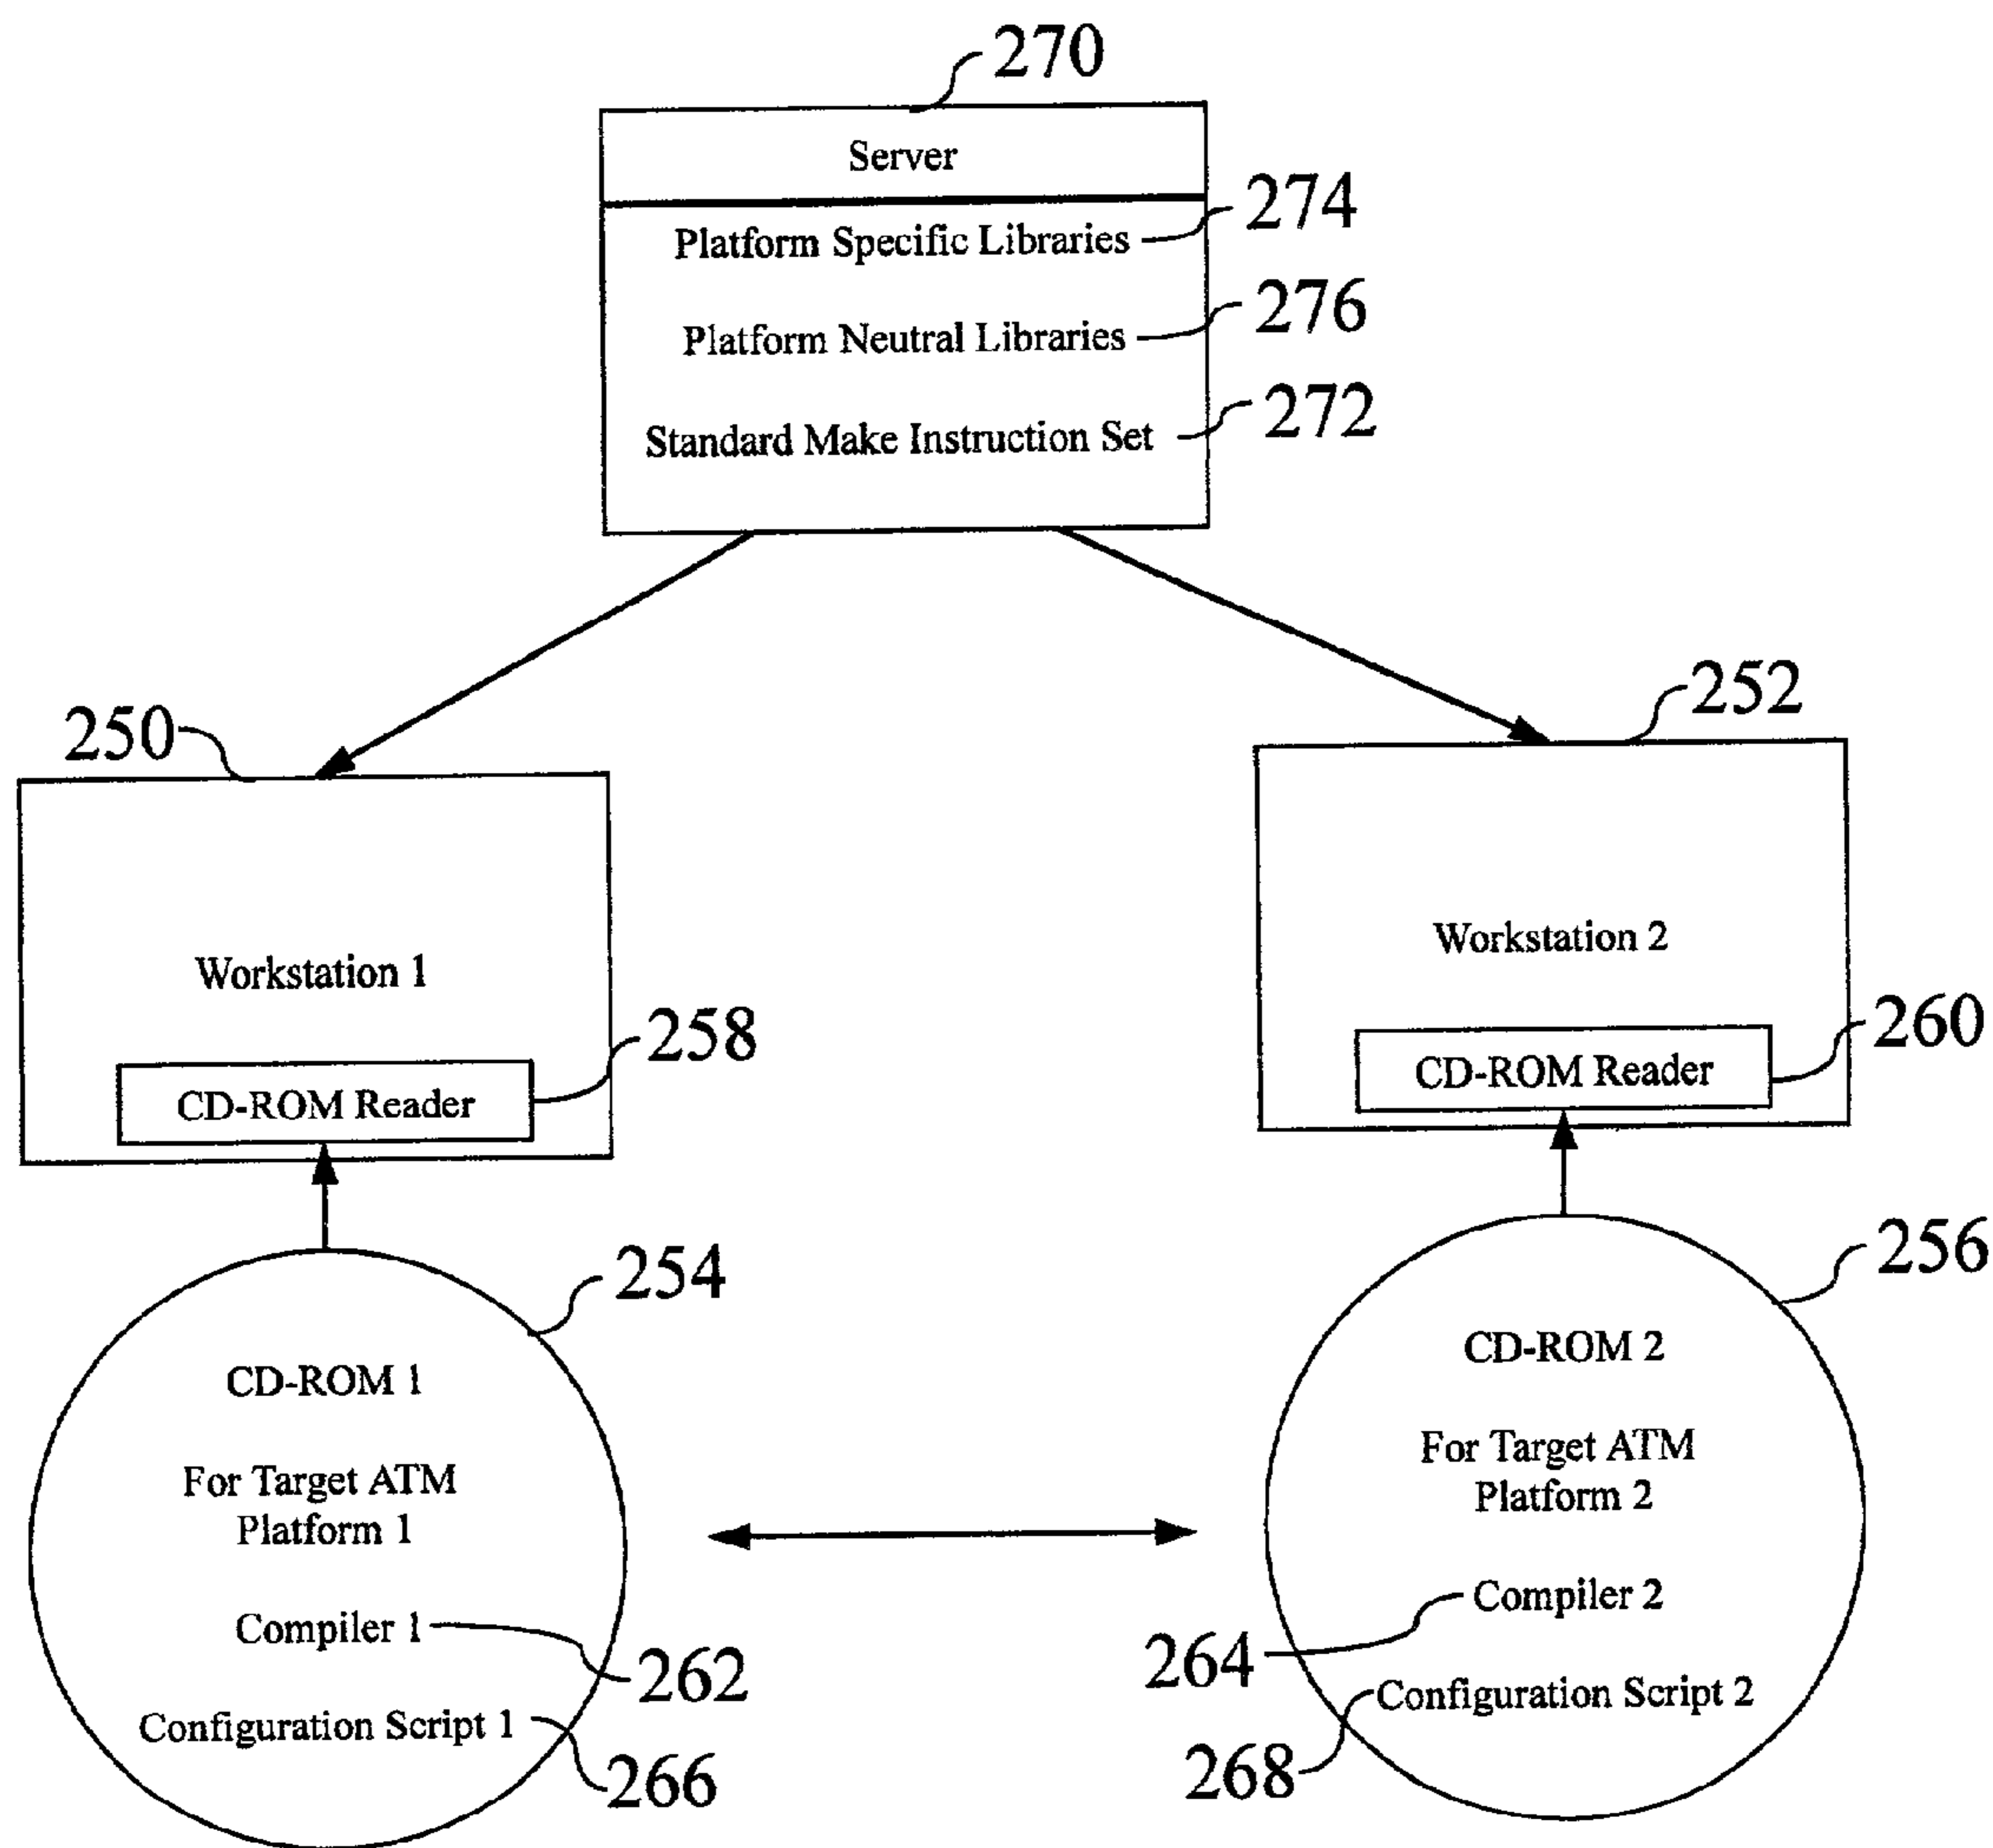 270
Server
274
Platform Specific Libraries
276
Platform Neutral Libraries
272
Standard Make Instruction Set
250
252
Workstation 1
Workstation 2
258
260
CD-ROM Reader
CD-ROM Reader
254
256
CD-ROM 1
For Target ATM
Platform 1
Compiler 1
262
Configuration Script 1
266
CD-ROM 2
For Target ATM
Platform 2
Compiler 2
264
Configuration Script 2
268